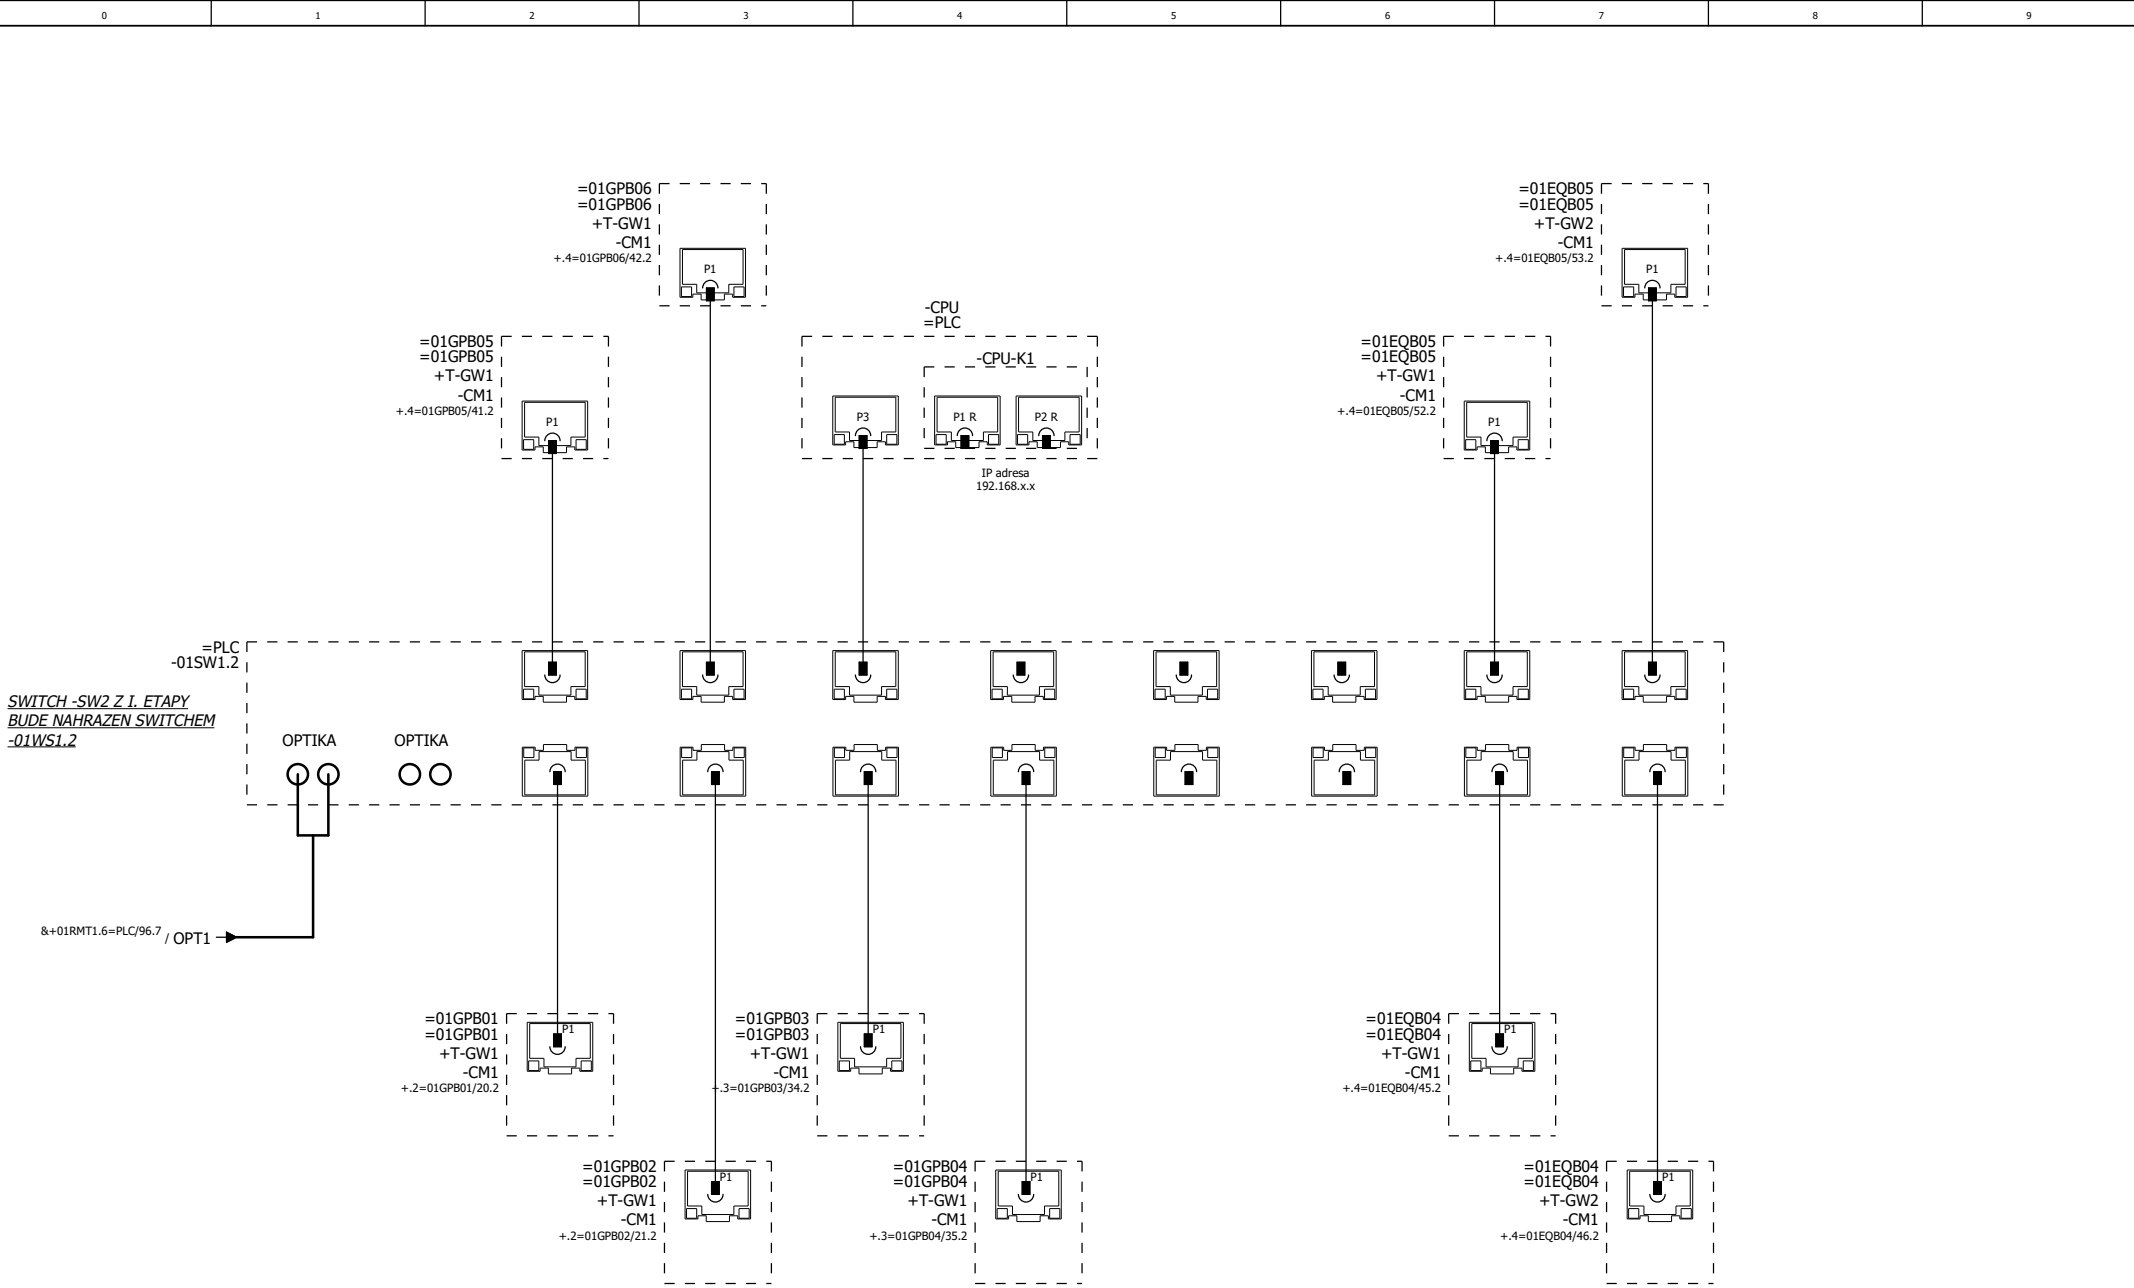 0 1 2 3 4 5 6 7 8 9
=01GPB06
=01GPB06
+T-GW1
-CM1
+.4=01GPB06/42.2
P1
=01EQB05
=01EQB05
+T-GW2
-CM1
+.4=01EQB05/53.2
P1
=01GPB05
=01GPB05
+T-GW1
-CM1
+.4=01GPB05/41.2
P1
-CPU
=PLC
-CPU-K1
P3
P1 R
P2 R
IP adresa
192.168.x.x
=01EQB05
=01EQB05
+T-GW1
-CM1
+.4=01EQB05/52.2
P1
=PLC
-01SW1.2
SWITCH -SW2 Z I. ETAPY
BUDE NAHRAZEN SWITCHEM
-01WS1.2
OPTIKA
OPTIKA
&+01RMT1.6=PLC/96.7 / OPT1
=01GPB01
=01GPB01
+T-GW1
-CM1
+.2=01GPB01/20.2
P1
=01GPB03
=01GPB03
+T-GW1
-CM1
+.3=01GPB03/34.2
P1
=01EQB04
=01EQB04
+T-GW1
-CM1
+.4=01EQB04/45.2
P1
=01GPB02
=01GPB02
+T-GW1
-CM1
+.2=01GPB02/21.2
P1
=01GPB04
=01GPB04
+T-GW1
-CM1
+.3=01GPB04/35.2
P1
=01EQB04
=01EQB04
+T-GW2
-CM1
+.4=01EQB04/46.2
P1